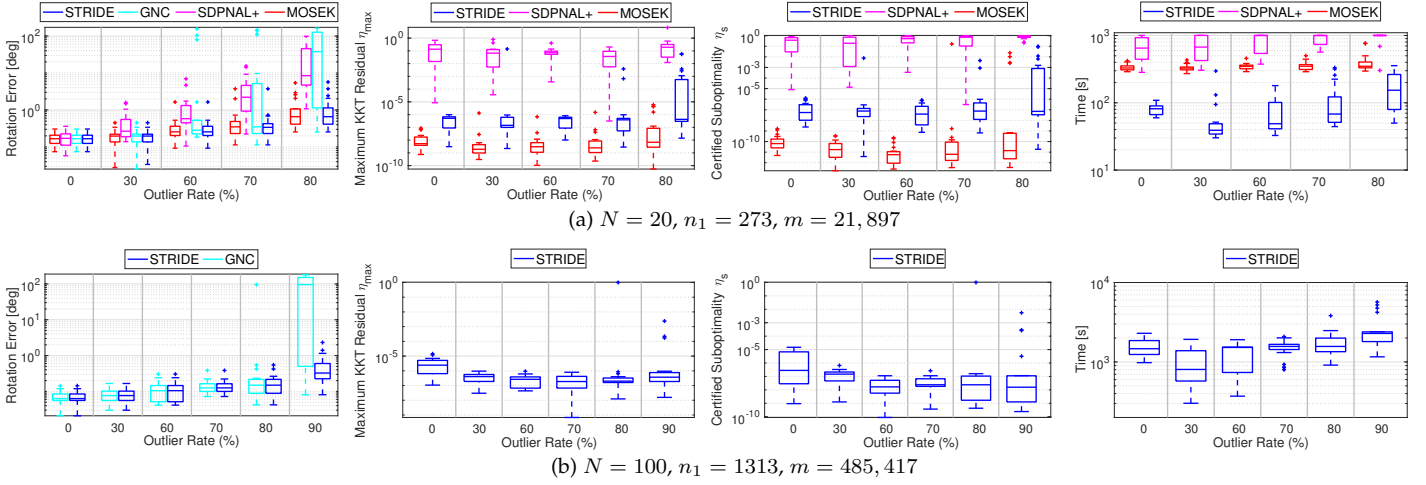 STRIDE GNC SDPNAL+ MOSEK
Rotation Error [deg]
10^2
10^0
0 30 60 70 80
Outlier Rate (%)
STRIDE SDPNAL+ MOSEK
Maximum KKT Residual η_max
10^0
10^-5
10^-10
0 30 60 70 80
Outlier Rate (%)
STRIDE SDPNAL+ MOSEK
Certified Suboptimality η_s
10^0
10^-5
10^-10
0 30 60 70 80
Outlier Rate (%)
STRIDE SDPNAL+ MOSEK
Time [s]
10^3
10^2
10^1
0 30 60 70 80
Outlier Rate (%)
(a) N = 20, n_1 = 273, m = 21,897
STRIDE GNC
Rotation Error [deg]
10^2
10^0
0 30 60 70 80 90
Outlier Rate (%)
STRIDE
Maximum KKT Residual η_max
10^0
10^-5
0 30 60 70 80 90
Outlier Rate (%)
STRIDE
Certified Suboptimality η_s
10^0
10^-5
10^-10
0 30 60 70 80 90
Outlier Rate (%)
STRIDE
Time [s]
10^4
10^3
0 30 60 70 80 90
Outlier Rate (%)
(b) N = 100, n_1 = 1313, m = 485,417